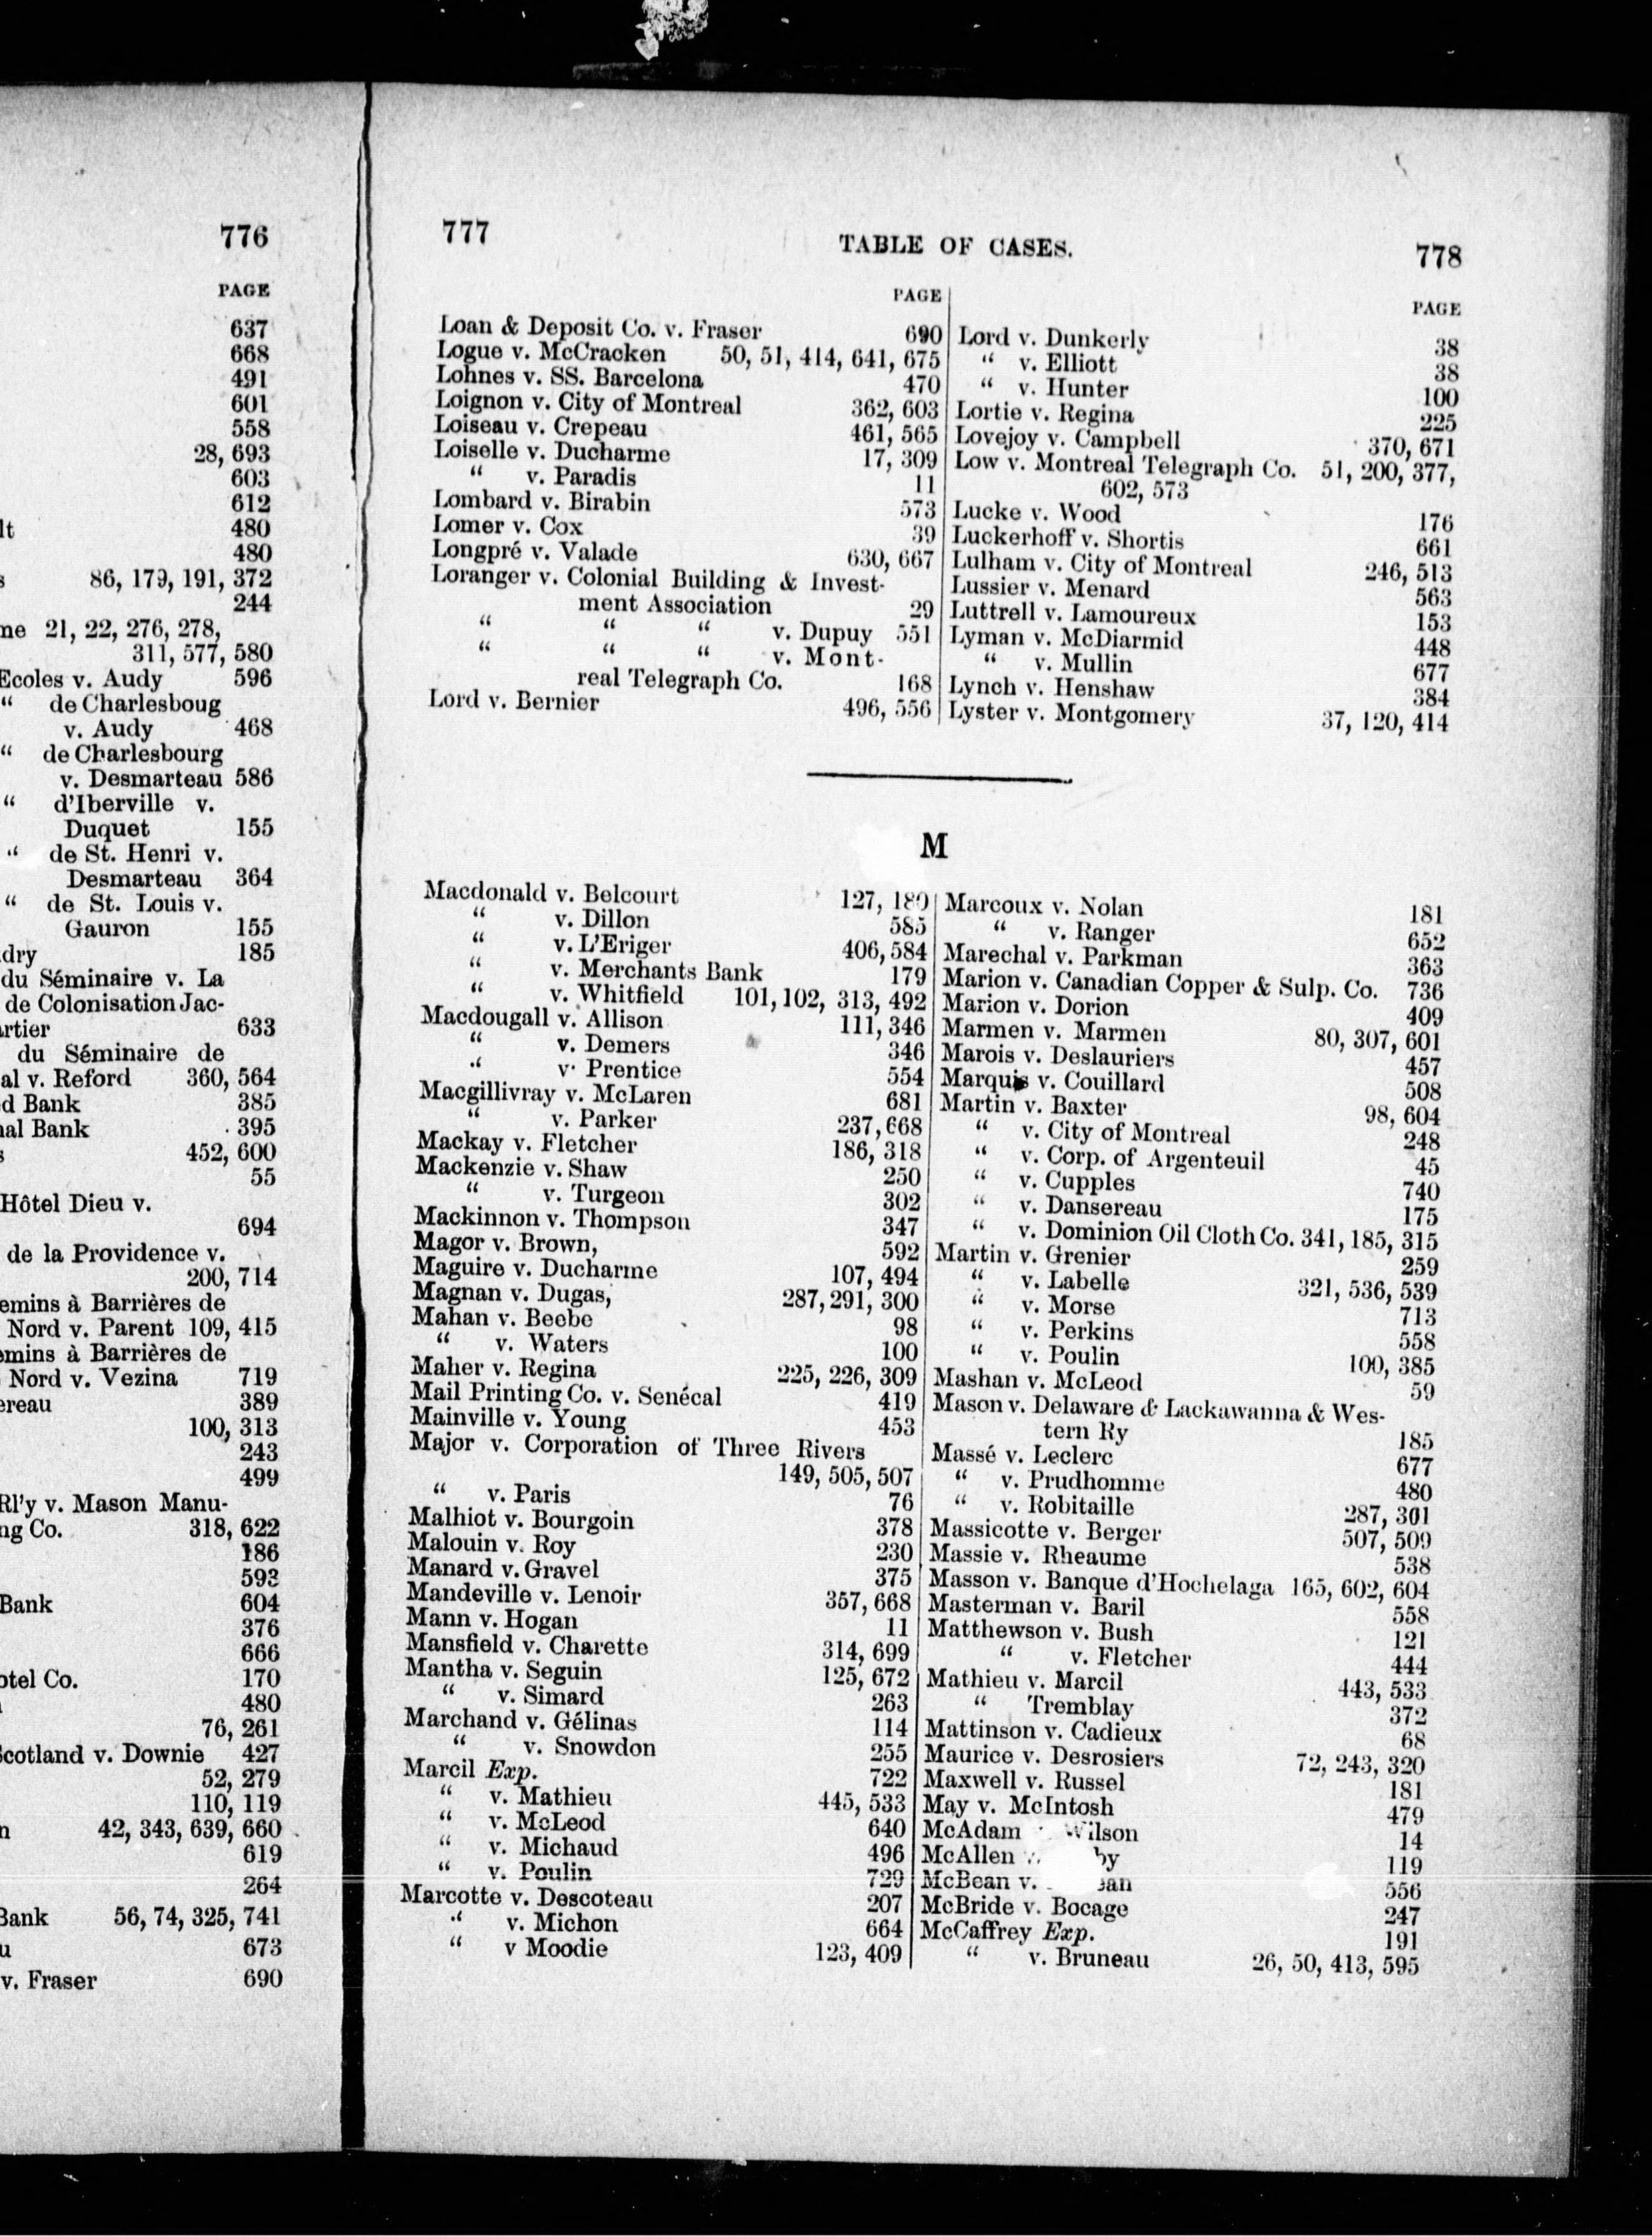 776
PAGE
637
668
491
601
558
28, 693
603
612
lt 480
480
s 86, 179, 191, 372
244
ne 21, 22, 276, 278,
311, 577, 580
Ecoles v. Audy 596
“ de Charlesboug
v. Audy 468
“ de Charlesbourg
v. Desmarteau 586
“ d'Iberville v.
Duquet 155
“ de St. Henri v.
Desmarteau 364
“ de St. Louis v.
Gauron 155
dry 185
du Séminaire v. La
de Colonisation Jac-
rtier 633
du Séminaire de
al v. Reford 360, 564
d Bank 385
nal Bank 395
s 452, 600
55
Hôtel Dieu v.
694
de la Providence v.
200, 714
emins à Barrières de
Nord v. Parent 109, 415
emins à Barrières de
Nord v. Vezina 719
ereau 389
100, 313
243
499
Rl'y v. Mason Manu-
ng Co. 318, 622
186
593
Bank 604
376
666
otel Co. 170
480
76, 261
Scotland v. Downie 427
52, 279
110, 119
n 42, 343, 639, 660
619
264
Bank 56, 74, 325, 741
u 673
v. Fraser 690
777
TABLE OF CASES.
778
PAGE
Loan & Deposit Co. v. Fraser 690
Logue v. McCracken 50, 51, 414, 641, 675
Lohnes v. SS. Barcelona 470
Loignon v. City of Montreal 362, 603
Loiseau v. Crepeau 461, 565
Loiselle v. Ducharme 17, 309
“ v. Paradis 11
Lombard v. Birabin 573
Lomer v. Cox 39
Longpré v. Valade 630, 667
Loranger v. Colonial Building & Invest-
ment Association 29
“ “ “ v. Dupuy 551
“ “ “ v. Mont-
real Telegraph Co. 168
Lord v. Bernier 496, 556
PAGE
Lord v. Dunkerly 38
“ v. Elliott 38
“ v. Hunter 100
Lortie v. Regina 225
Lovejoy v. Campbell 370, 671
Low v. Montreal Telegraph Co. 51, 200, 377,
602, 573
Lucke v. Wood 176
Luckerhoff v. Shortis 661
Lulham v. City of Montreal 246, 513
Lussier v. Menard 563
Luttrell v. Lamoureux 153
Lyman v. McDiarmid 448
“ v. Mullin 677
Lynch v. Henshaw 384
Lyster v. Montgomery 37, 120, 414
M
Macdonald v. Belcourt 127, 180
“ v. Dillon 585
“ v. L'Eriger 406, 584
“ v. Merchants Bank 179
“ v. Whitfield 101, 102, 313, 492
Macdougall v. Allison 111, 346
“ v. Demers 346
“ v· Prentice 554
Macgillivray v. McLaren 681
“ v. Parker 237, 668
Mackay v. Fletcher 186, 318
Mackenzie v. Shaw 250
“ v. Turgeon 302
Mackinnon v. Thompson 347
Magor v. Brown, 592
Maguire v. Ducharme 107, 494
Magnan v. Dugas, 287, 291, 300
Mahan v. Beebe 98
“ v. Waters 100
Maher v. Regina 225, 226, 309
Mail Printing Co. v. Senécal 419
Mainville v. Young 453
Major v. Corporation of Three Rivers
149, 505, 507
“ v. Paris 76
Malhiot v. Bourgoin 378
Malouin v. Roy 230
Manard v. Gravel 375
Mandeville v. Lenoir 357, 668
Mann v. Hogan 11
Mansfield v. Charette 314, 699
Mantha v. Seguin 125, 672
“ v. Simard 263
Marchand v. Gélinas 114
“ v. Snowdon 255
Marcil Exp. 722
“ v. Mathieu 445, 533
“ v. McLeod 640
“ v. Michaud 496
“ v. Poulin 729
Marcotte v. Descoteau 207
“ v. Michon 664
“ v Moodie 123, 409
Marcoux v. Nolan 181
“ v. Ranger 652
Marechal v. Parkman 363
Marion v. Canadian Copper & Sulp. Co. 736
Marion v. Dorion 409
Marmen v. Marmen 80, 307, 601
Marois v. Deslauriers 457
Marquis v. Couillard 508
Martin v. Baxter 98, 604
“ v. City of Montreal 248
“ v. Corp. of Argenteuil 45
“ v. Cupples 740
“ v. Dansereau 175
“ v. Dominion Oil Cloth Co. 341, 185, 315
Martin v. Grenier 259
“ v. Labelle 321, 536, 539
“ v. Morse 713
“ v. Perkins 558
“ v. Poulin 100, 385
Mashan v. McLeod 59
Mason v. Delaware & Lackawanna & Wes-
tern Ry 185
Massé v. Leclerc 677
“ v. Prudhomme 480
“ v. Robitaille 287, 301
Massicotte v. Berger 507, 509
Massie v. Rheaume 538
Masson v. Banque d'Hochelaga 165, 602, 604
Masterman v. Baril 558
Matthewson v. Bush 121
“ v. Fletcher 444
Mathieu v. Marcil 443, 533
“ Tremblay 372
Mattinson v. Cadieux 68
Maurice v. Desrosiers 72, 243, 320
Maxwell v. Russel 181
May v. McIntosh 479
McAdam Wilson 14
McAllen by 119
McBean v. ean 556
McBride v. Bocage 247
McCaffrey Exp. 191
“ v. Bruneau 26, 50, 413, 595